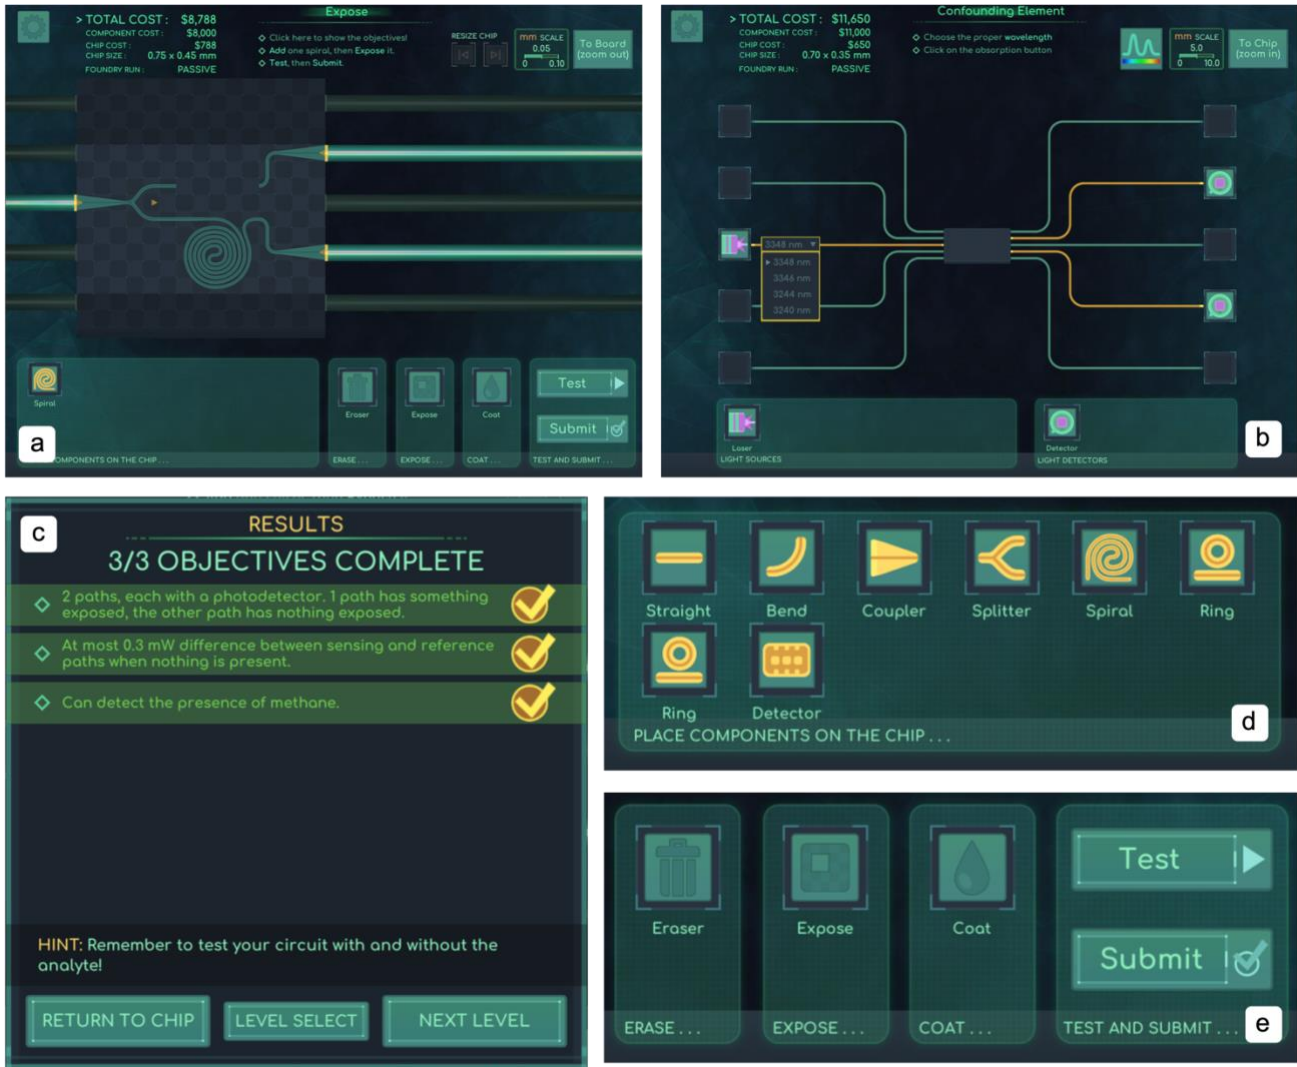 > TOTAL COST : $8,788
COMPONENT COST : $8,000
CHIP COST : $788
CHIP SIZE : 0.75 x 0.45 mm
FOUNDRY RUN : PASSIVE
Expose
Click here to show the objectives!
Add one spiral, then Expose it.
Test, then Submit.
RESIZE CHIP
mm SCALE
0.05
0 0.10
To Board
(zoom out)
Spiral
Eraser
Expose
Coat
Test
Submit
OMPONENTS ON THE CHIP . . .
ERASE . . .
EXPOSE . . .
COAT . . .
TEST AND SUBMIT . . .
a
> TOTAL COST : $11,650
COMPONENT COST : $11,000
CHIP COST : $650
CHIP SIZE : 0.70 x 0.35 mm
FOUNDRY RUN : PASSIVE
Confounding Element
Choose the proper wavelength
Click on the absorption button
mm SCALE
5.0
0 10.0
To Chip
(zoom in)
3348 nm
3348 nm
3346 nm
3244 nm
3240 nm
Laser
LIGHT SOURCES
Detector
LIGHT DETECTORS
b
c
RESULTS
3/3 OBJECTIVES COMPLETE
2 paths, each with a photodetector. 1 path has something
exposed, the other path has nothing exposed.
At most 0.3 mW difference between sensing and reference
paths when nothing is present.
Can detect the presence of methane.
HINT: Remember to test your circuit with and without the
analyte!
RETURN TO CHIP
LEVEL SELECT
NEXT LEVEL
Straight
Bend
Coupler
Splitter
Spiral
Ring
Ring
Detector
PLACE COMPONENTS ON THE CHIP . . .
d
Eraser
Expose
Coat
Test
Submit
ERASE . . .
EXPOSE . . .
COAT . . .
TEST AND SUBMIT . . .
e